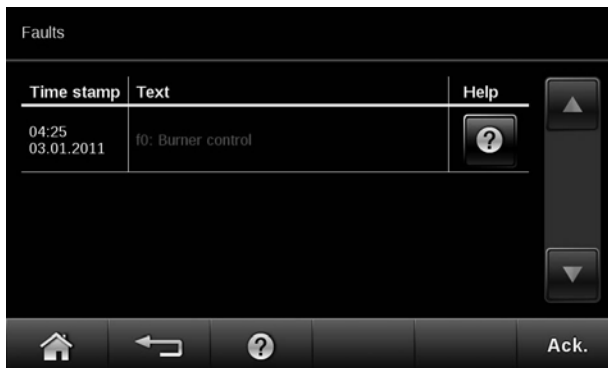 Faults
Time stamp Text Help
04:25
03.01.2011
f0: Burner control
?
?
Ack.